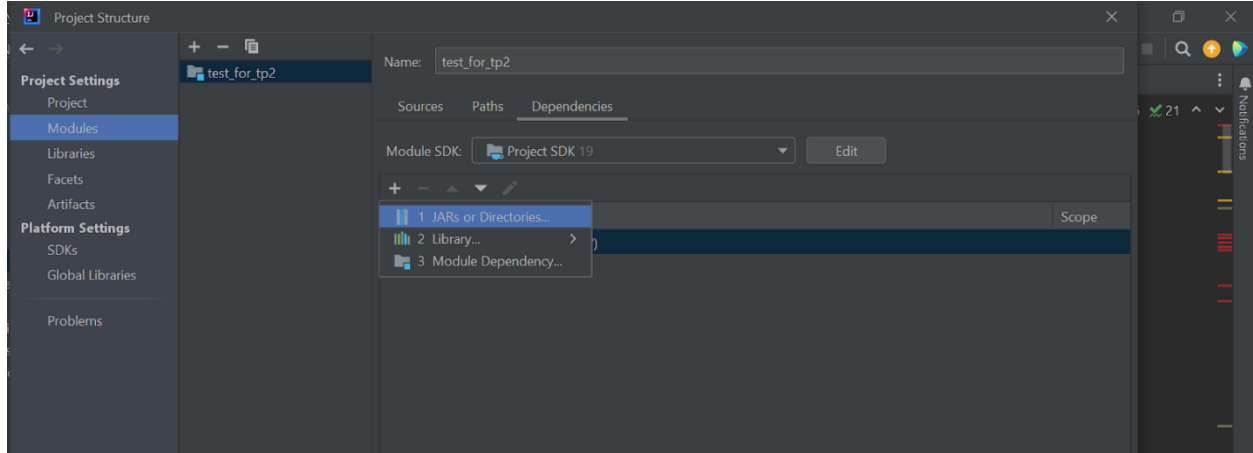 Project Structure
Project Settings
Project
Modules
Libraries
Facets
Artifacts
Platform Settings
SDKs
Global Libraries
Problems
test_for_tp2
Name: test_for_tp2
Sources Paths Dependencies
Module SDK: Project SDK 19 Edit
1 JARs or Directories...
2 Library...
3 Module Dependency...
Scope
21
Notifications